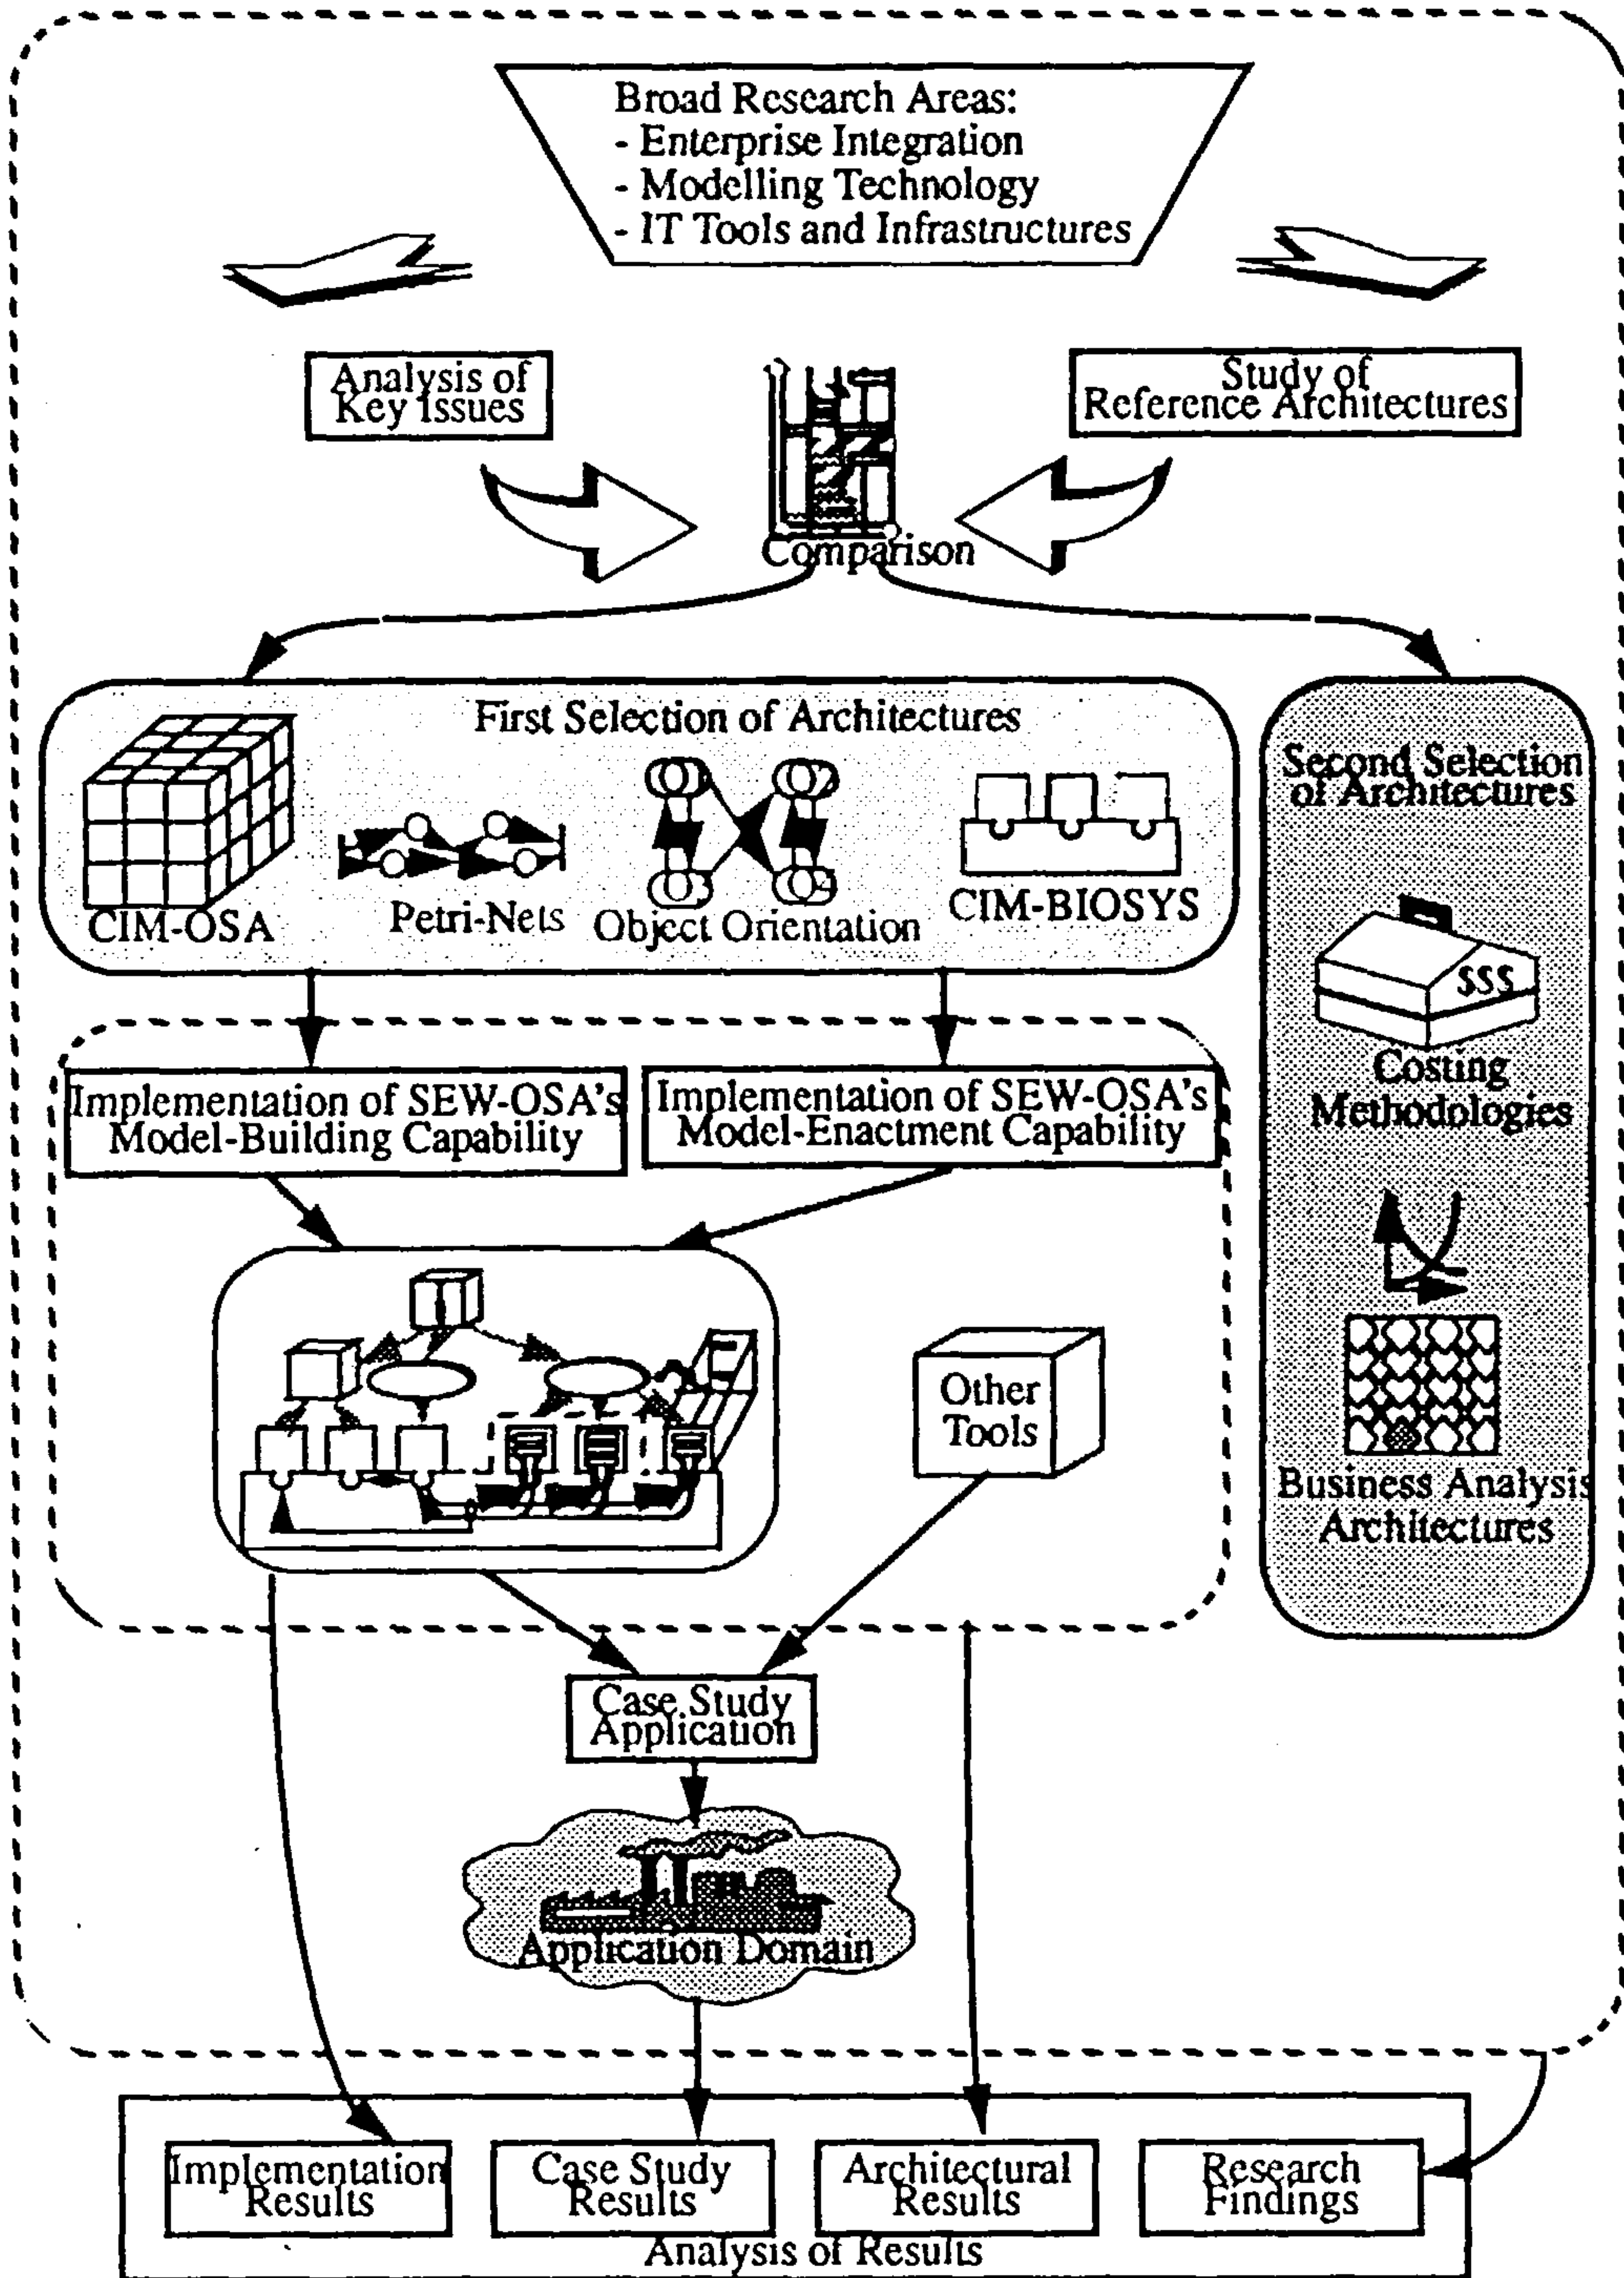 Broad Research Areas:
- Enterprise Integration
- Modelling Technology
- IT Tools and Infrastructures
Analysis of
Key Issues
Study of
Reference Architectures
Comparison
First Selection of Architectures
CIM-OSA
Petri-Nets
Object Orientation
CIM-BIOSYS
Second Selection
of Architectures
$$$
Costing
Methodologies
Business Analysis
Architectures
Implementation of SEW-OSA's
Model-Building Capability
Implementation of SEW-OSA's
Model-Enactment Capability
Other
Tools
Case Study
Application
Application Domain
Implementation
Results
Case Study
Results
Architectural
Results
Research
Findings
Analysis of Results